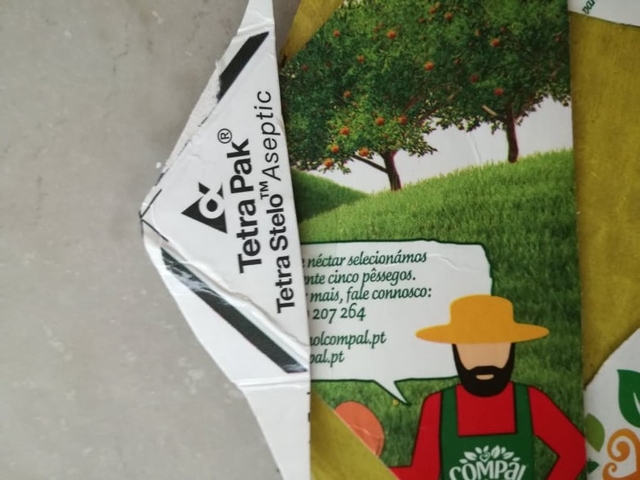 Tetra Pak®
Tetra Stelo™ Aseptic
néctar selecionámos
nte cinco pêssegos.
mais, fale connosco:
207 264
olcompal.pt
pal.pt
COMPAL